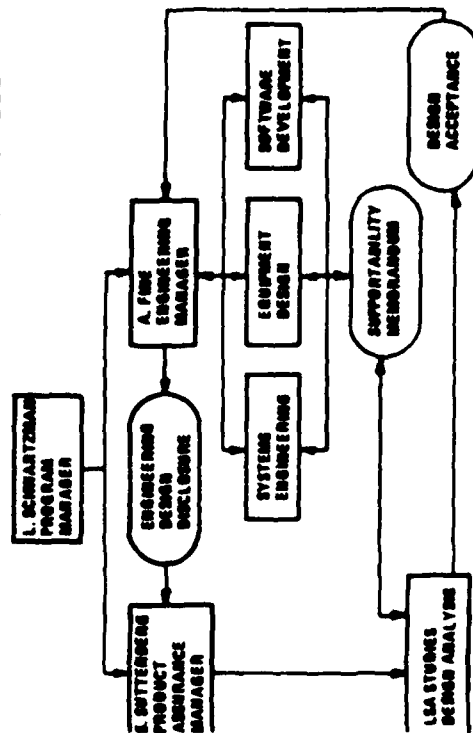 L. SCHWARTZMAN
PROGRAM
MANAGER
SUTTENBERG
PRODUCT
ASSURANCE
MANAGER
ENGINEERING
DESIGN
DISCLOSURE
A. FINE
ENGINEERING
MANAGER
SYSTEMS
ENGINEERING
EQUIPMENT
DESIGN
SOFTWARE
DEVELOPMENT
LSA STUDIES
DESIGN ANALYSIS
SUPPORTABILITY
MEMORANDUM
DESIGN
ACCEPTANCE